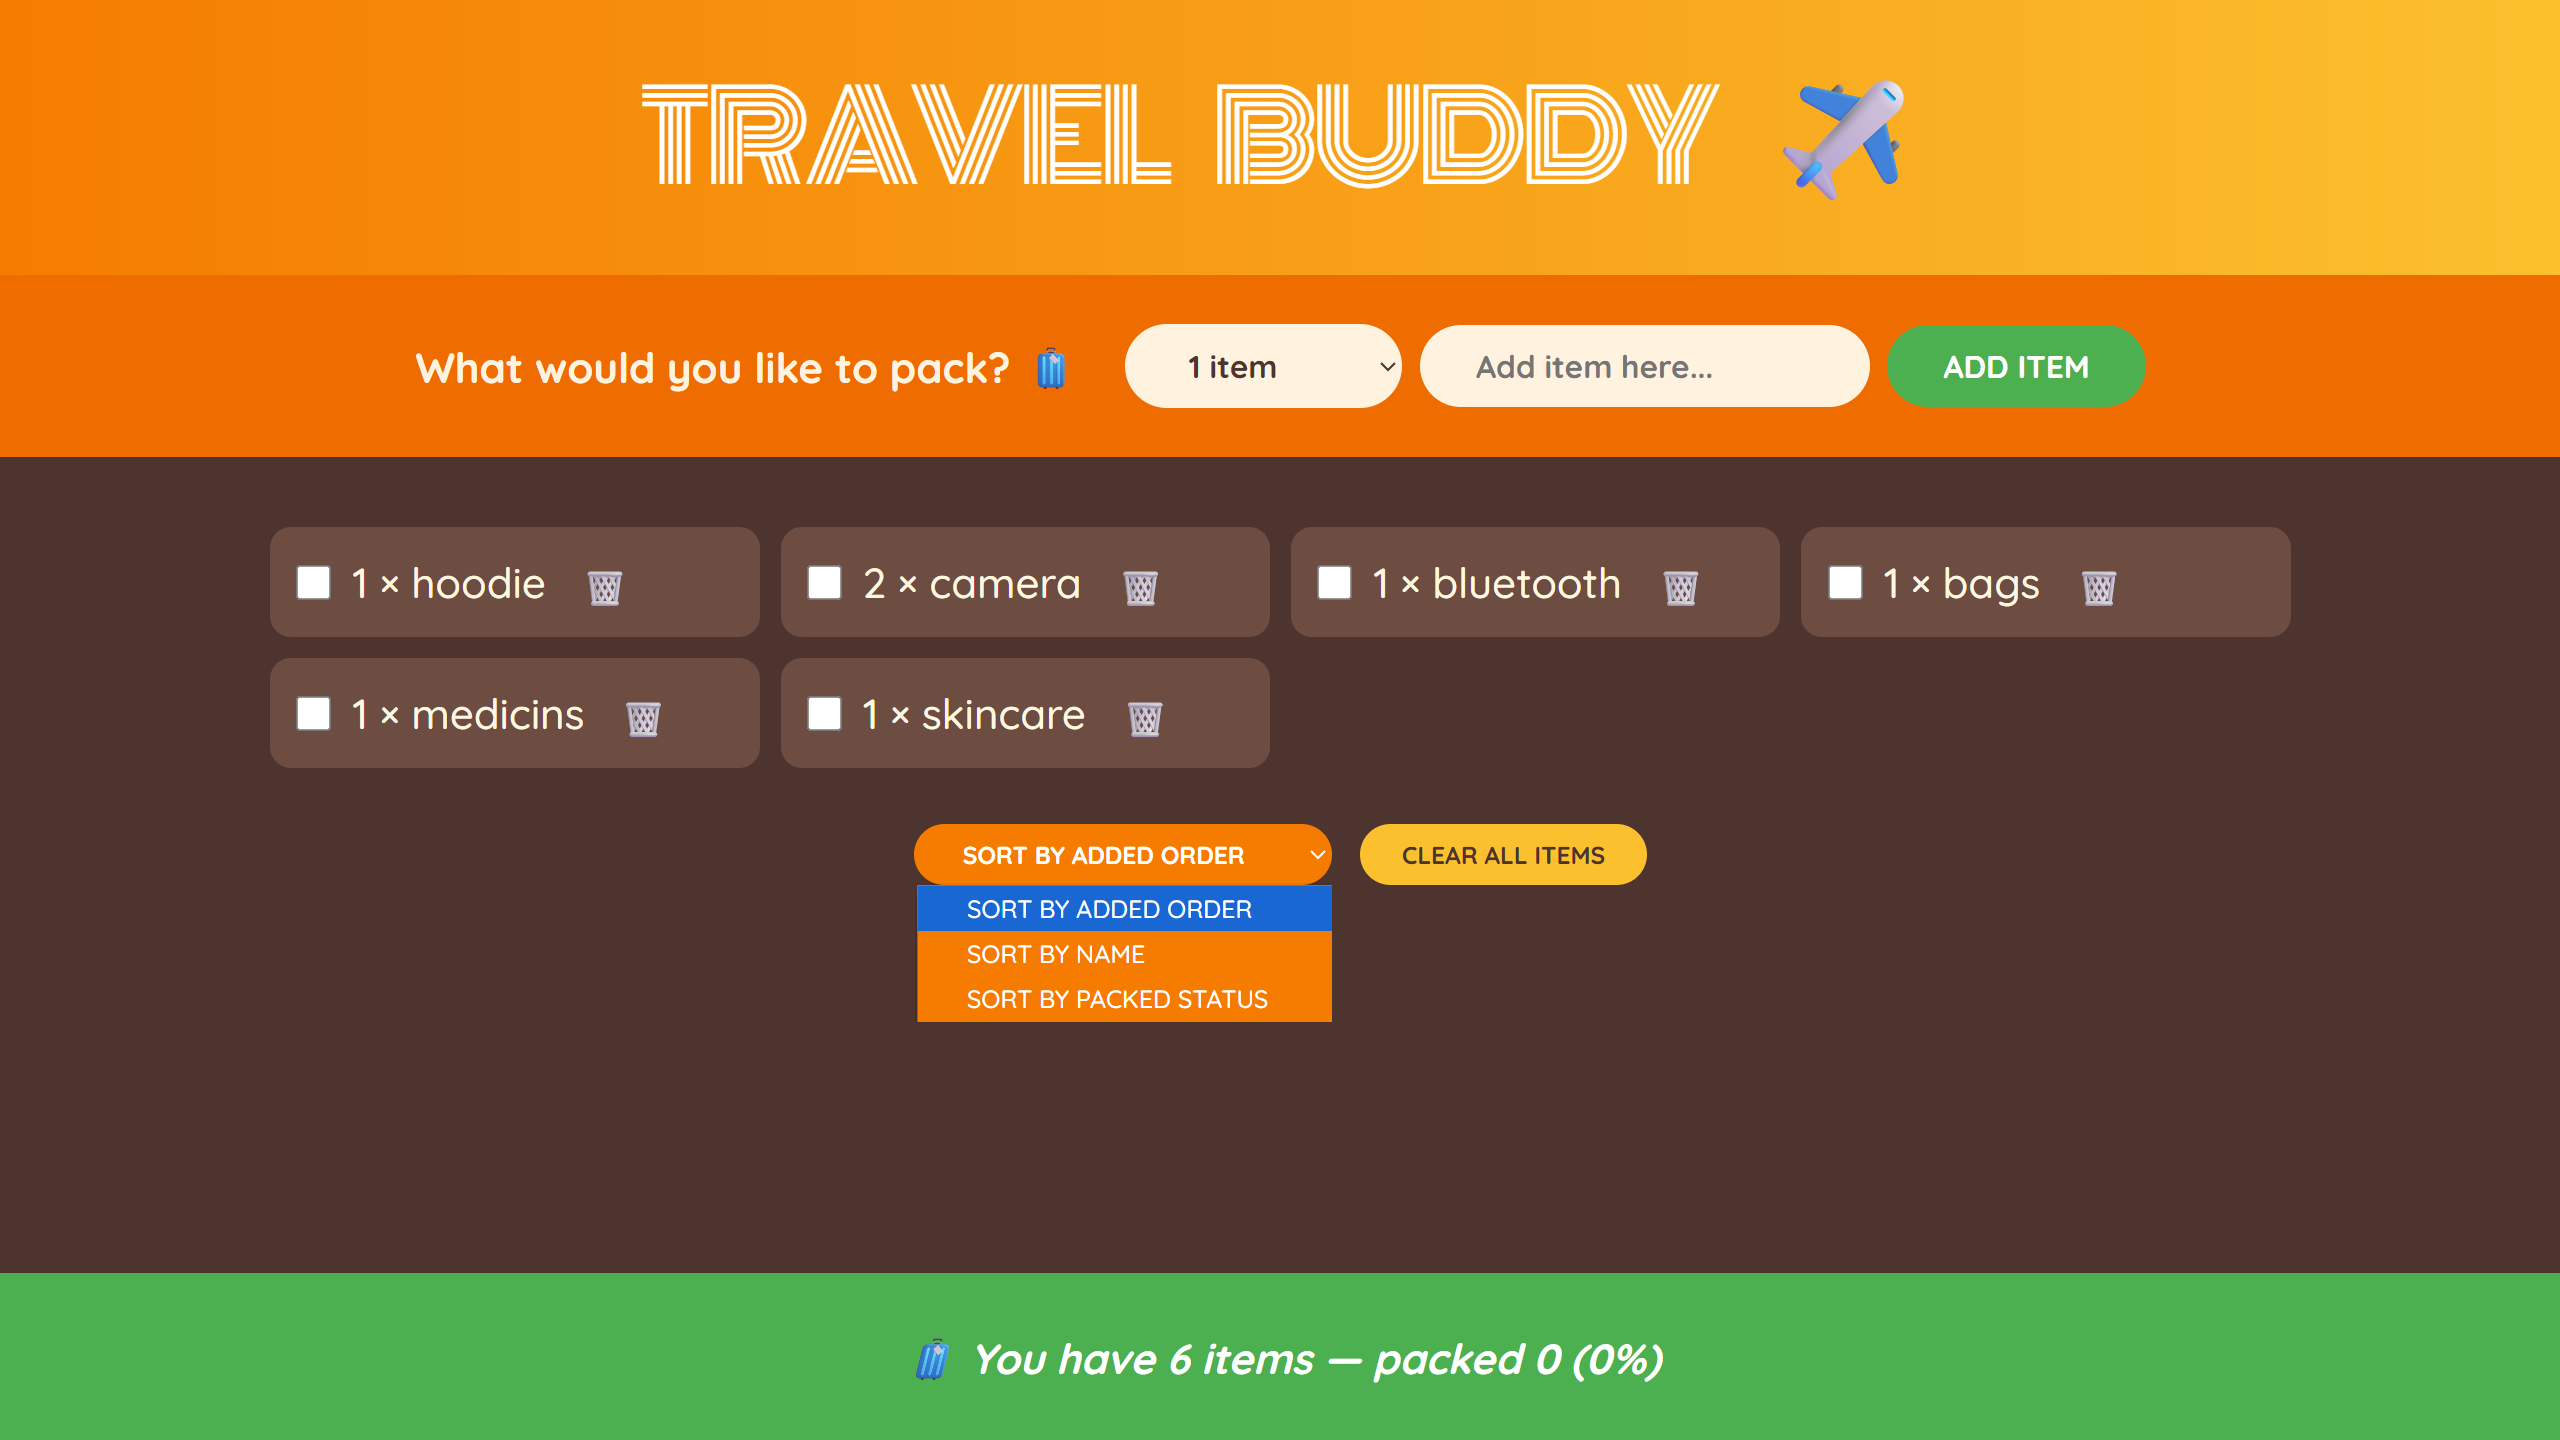 TRAVEL BUDDY
What would you like to pack?
1 item
Add item here...
ADD ITEM
1 × hoodie
2 × camera
1 × bluetooth
1 × bags
1 × medicins
1 × skincare
SORT BY ADDED ORDER
CLEAR ALL ITEMS
SORT BY ADDED ORDER
SORT BY NAME
SORT BY PACKED STATUS
You have 6 items — packed 0 (0%)